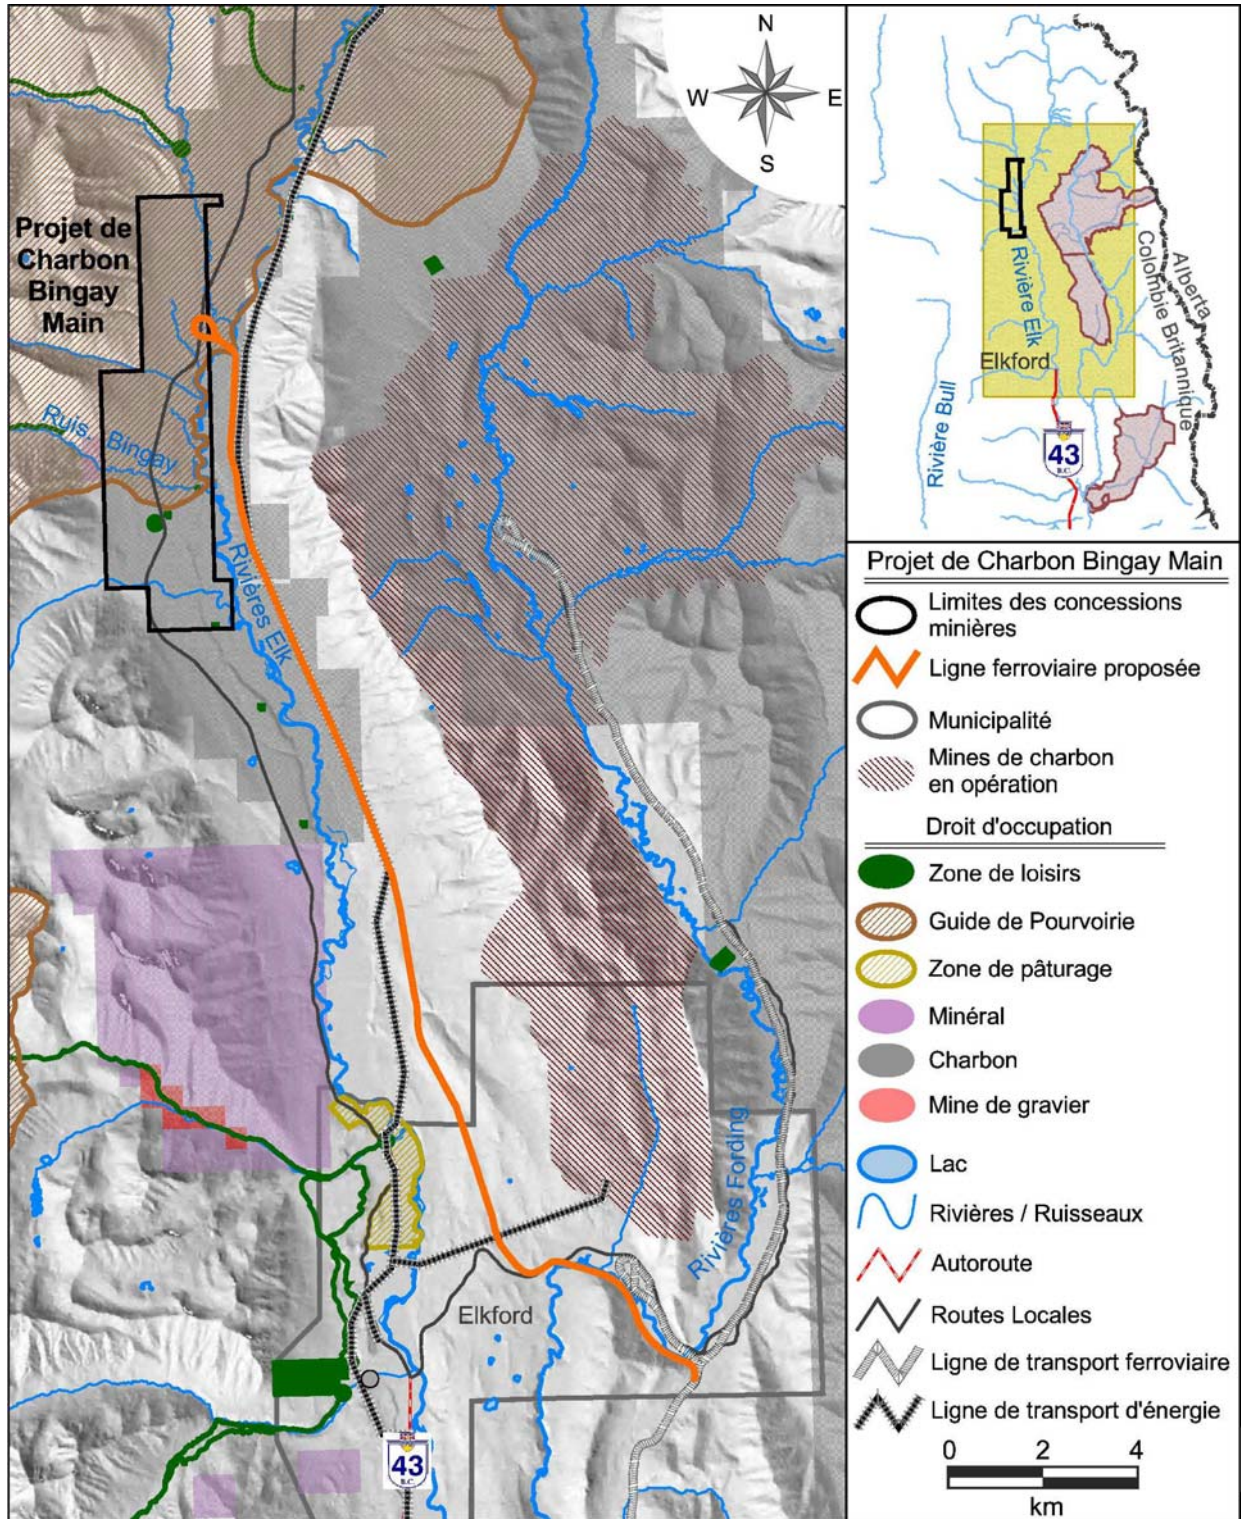 N
W
E
S
Projet de
Charbon
Bingay
Main
Ruis. Bingay
Rivières Elk
Rivières Fording
Elkford
43
B.C.
Alberta
Colombie Britannique
Rivière Elk
Elkford
Rivière Bull
43
B.C.
Projet de Charbon Bingay Main
Limites des concessions
minières
Ligne ferroviaire proposée
Municipalité
Mines de charbon
en opération
Droit d'occupation
Zone de loisirs
Guide de Pourvoirie
Zone de pâturage
Minéral
Charbon
Mine de gravier
Lac
Rivières / Ruisseaux
Autoroute
Routes Locales
Ligne de transport ferroviaire
Ligne de transport d'énergie
0 2 4
km